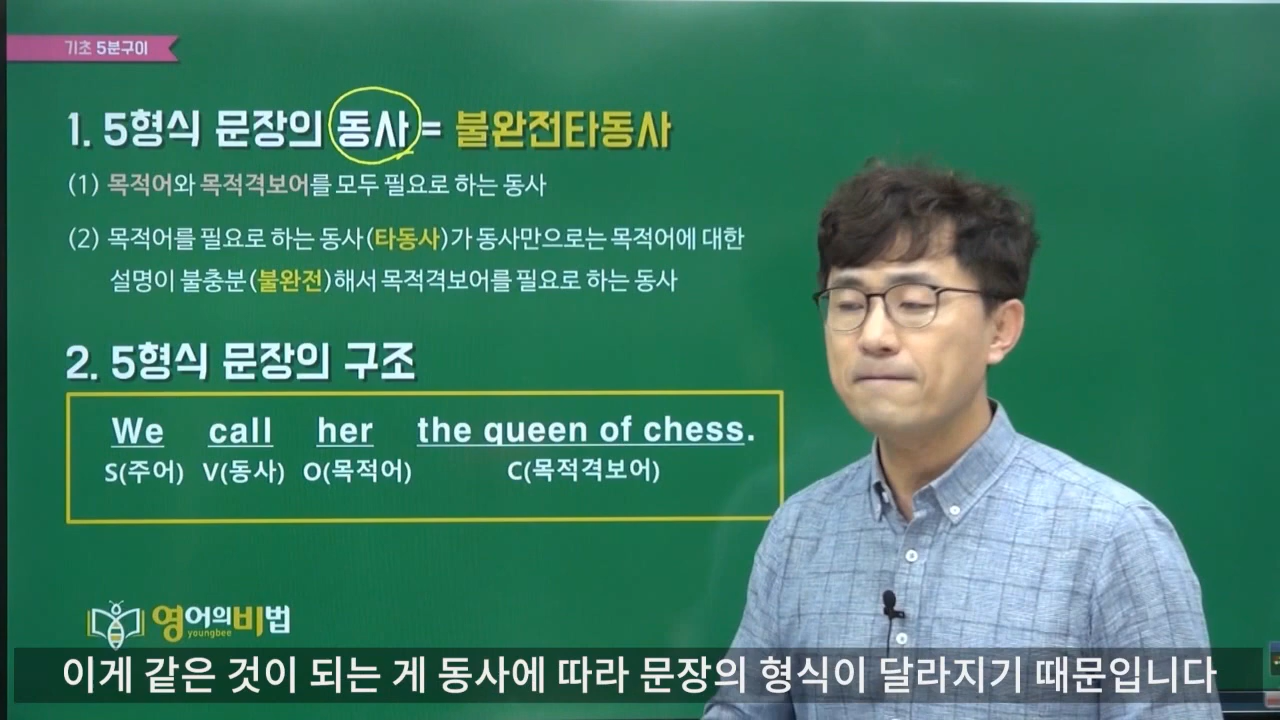 기초 5분구이
1. 5형식 문장의 동사 = 불완전타동사
(1) 목적어와 목적격보어를 모두 필요로 하는 동사
(2) 목적어를 필요로 하는 동사(타동사)가 동사만으로는 목적어에 대한
설명이 불충분(불완전)해서 목적격보어를 필요로 하는 동사
2. 5형식 문장의 구조
We call her the queen of chess.
S(주어) V(동사) O(목적어) C(목적격보어)
영어의비법
youngbee
이게 같은 것이 되는 게 동사에 따라 문장의 형식이 달라지기 때문입니다